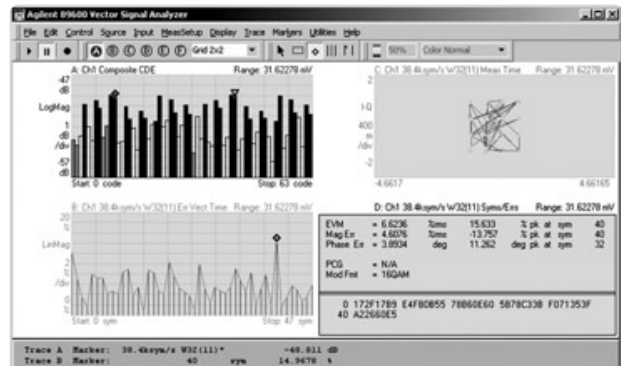 Agilent 89600 Vector Signal Analyzer
File Edit Control Source Input MeasSetup Display Trace Markers Utilities Help
A B C D E F Grid 2x2 50% Color Normal
A: Ch1 Composite CDE Range: 31.62278 mV
-47
dB
LogMag
1
dB
/div
-57
dB
Start: 0 code Stop: 63 code
C: Ch1 38.4ksym/s W32(11) Meas Time Range: 31.62278 mV
2
I-Q
400
m
/div
-2
-4.6617 4.66165
B: Ch1 38.4ksym/s W32(11) Err Vect Time Range: 31.62278 mV
20
%
LinMag
2
%
/div
0
%
Start: 0 sym Stop: 47 sym
D: Ch1 38.4ksym/s W32(11) Syms/Errs Range: 31.62278 mV
EVM = 6.6236 %rms 15.633 % pk at sym 40
Mag Err = 4.6076 %rms -13.757 % pk at sym 40
Phase Err = 3.8934 deg 11.262 deg pk at sym 32
PCG = N/A
Mod Fmt = 16QAM
0 172F17B9 E4F8DB55 78B60E60 5B78C33B F071353F
40 A22660E5
Trace A Marker: 38.4ksym/s W32(11)* -48.811 dB
Trace B Marker: 40 sym 14.9678 %